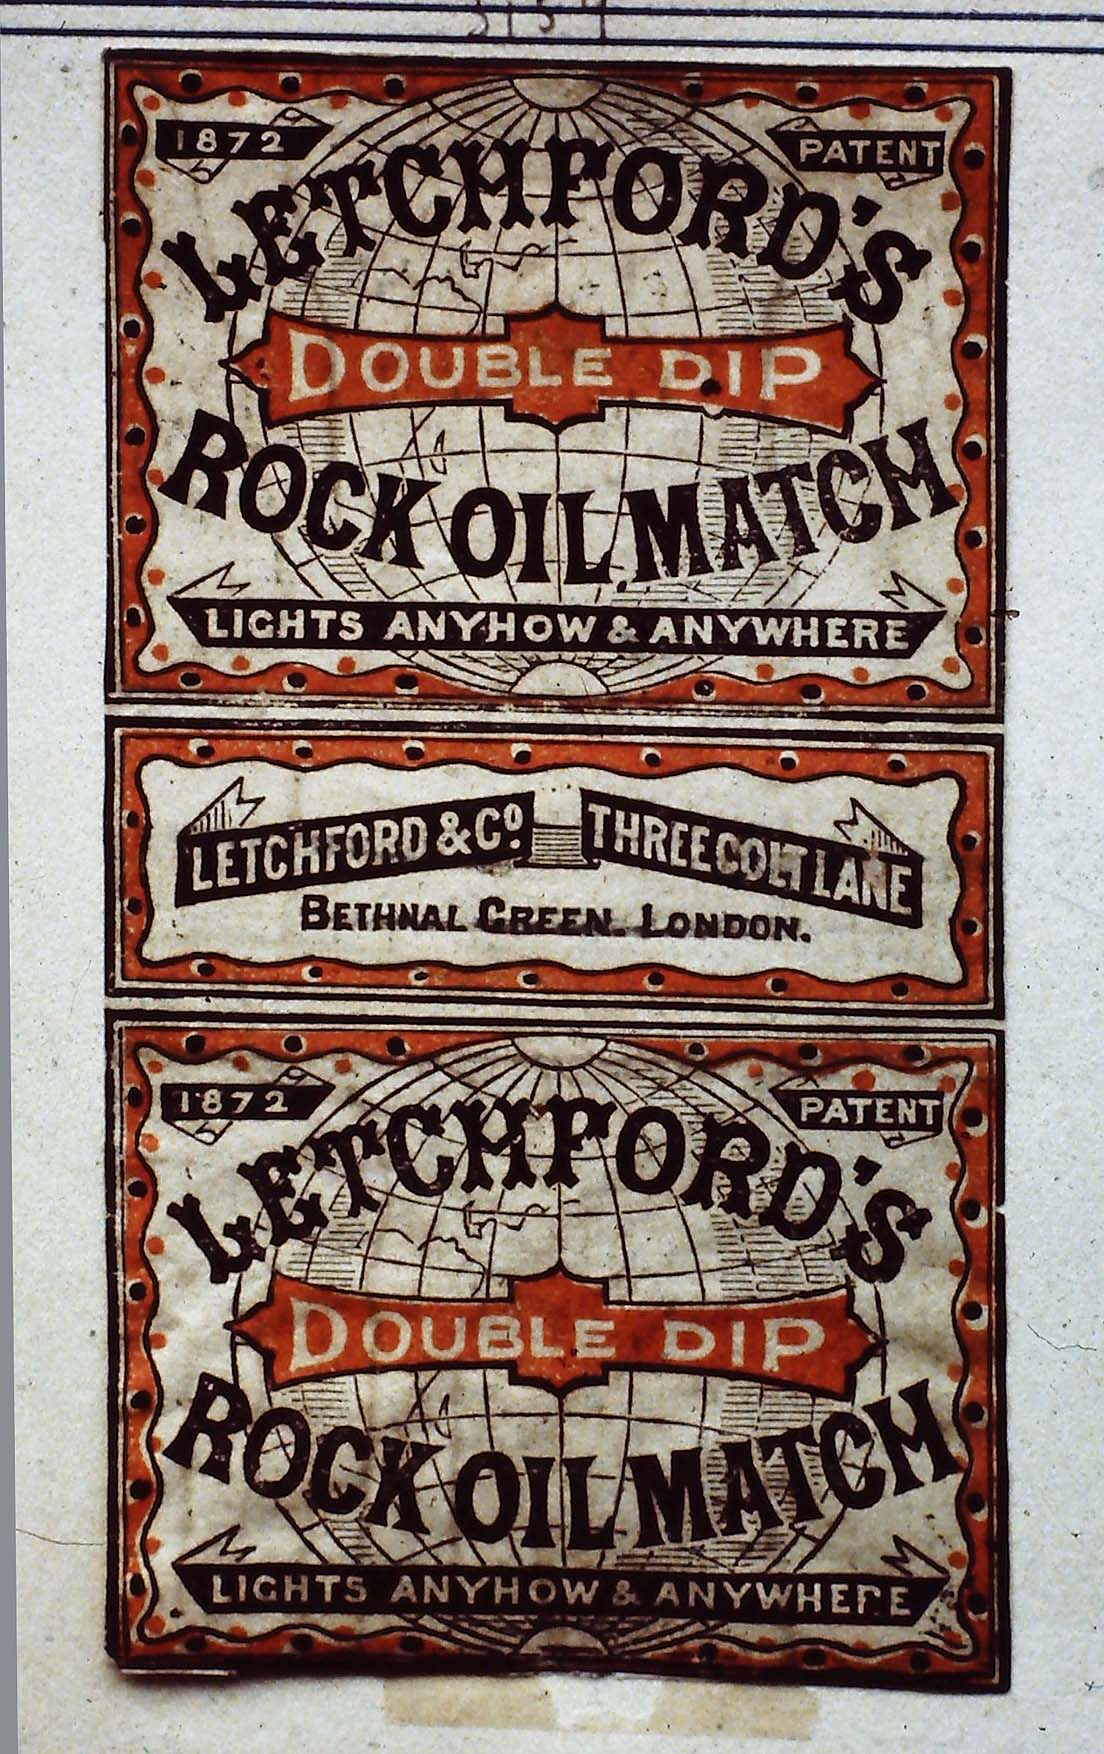 1872
PATENT
LETCHFORD'S
DOUBLE DIP
ROCK OIL MATCH
LIGHTS ANYHOW & ANYWHERE
LETCHFORD & Co. THREE COLT LANE
BETHNAL GREEN. LONDON.
1872
PATENT
LETCHFORD'S
DOUBLE DIP
ROCK OIL MATCH
LIGHTS ANYHOW & ANYWHERE